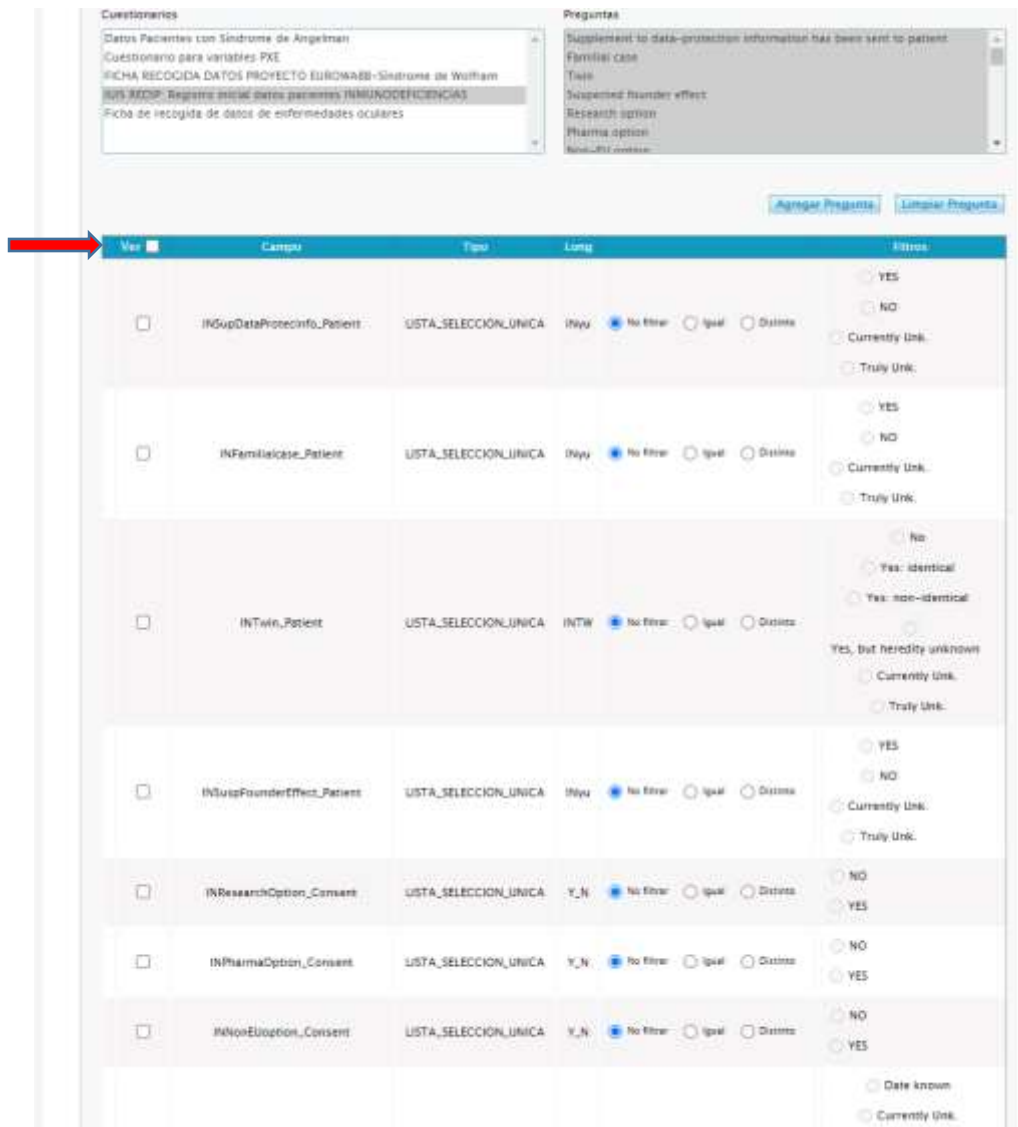 Cuestionarios
Datos Pacientes con Síndrome de Angelman
Cuestionario para variables PXE
FICHA RECOGIDA DATOS PROYECTO EUROWABB-Sindrome de Wolfram
IUIS REDSP: Registro inicial datos pacientes INMUNODEFICIENCIAS
Ficha de recogida de datos de enfermedades oculares
Preguntas
Supplement to data-protection information has been sent to patient
Familial case
Twin
Suspected founder effect
Research option
Pharma option
Non-EU option
Agregar Pregunta Limpiar Pregunta
Ver Campo Tipo Long Filtros
YES
NO
INSupDataProtecInfo_Patient LISTA_SELECCION_UNICA INyu No filtrar Igual Distinto
Currently Unk.
Truly Unk.
YES
NO
INFamilialcase_Patient LISTA_SELECCION_UNICA INyu No filtrar Igual Distinto
Currently Unk.
Truly Unk.
No
Yes: identical
Yes: non-identical
INTwin_Patient LISTA_SELECCION_UNICA INTW No filtrar Igual Distinto
Yes, but heredity unknown
Currently Unk.
Truly Unk.
YES
NO
INSuspFounderEffect_Patient LISTA_SELECCION_UNICA INyu No filtrar Igual Distinto
Currently Unk.
Truly Unk.
NO
INResearchOption_Consent LISTA_SELECCION_UNICA Y_N No filtrar Igual Distinto
YES
NO
INPharmaOption_Consent LISTA_SELECCION_UNICA Y_N No filtrar Igual Distinto
YES
NO
INNonEUoption_Consent LISTA_SELECCION_UNICA Y_N No filtrar Igual Distinto
YES
Date known
Currently Unk.